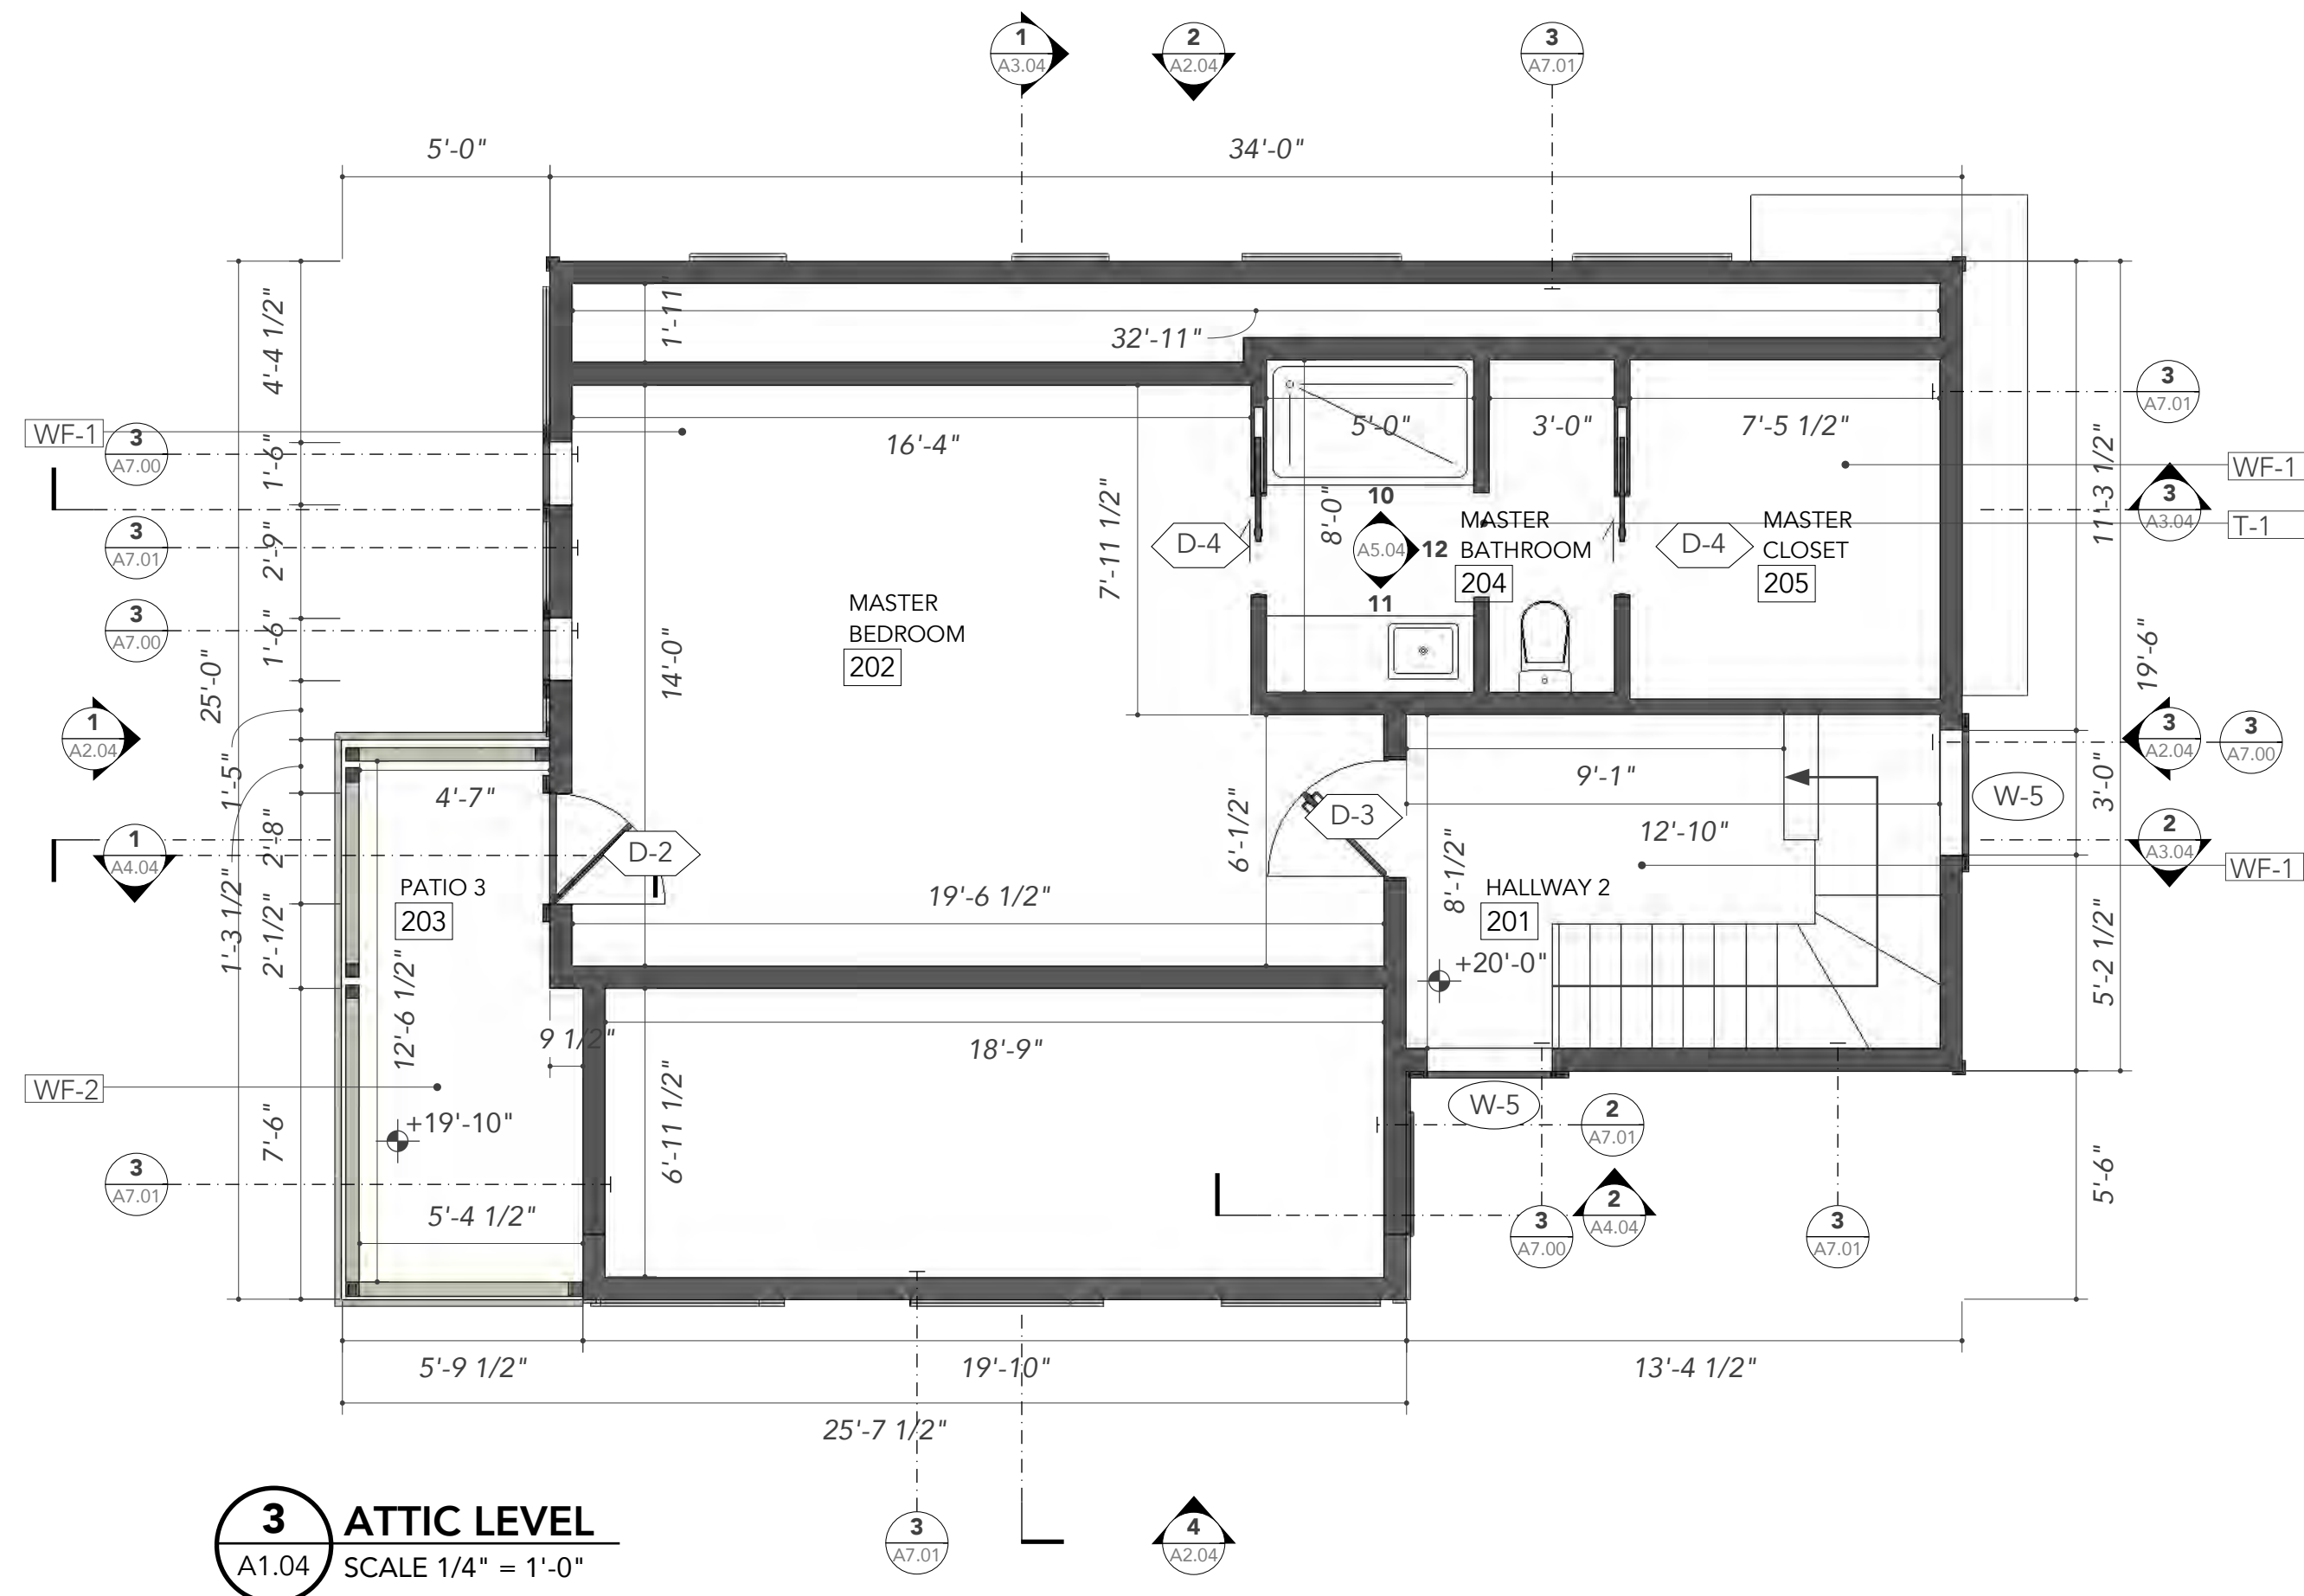 1
A3.04
2
A2.04
3
A7.01
5'-0"
34'-0"
4'-4 1/2"
1'-11"
32'-11"
WF-1
3
A7.00
1'-6"
16'-4"
5'-0"
3'-0"
7'-5 1/2"
3
A7.01
11'-3 1/2"
WF-1
3
A3.04
T-1
3
A7.01
2'-9"
7'-11 1/2"
D-4
8'-0"
10
A5.04
12
11
MASTER
BATHROOM
204
D-4
MASTER
CLOSET
205
3
A7.00
1'-6"
25'-0"
MASTER
BEDROOM
202
14'-0"
19'-6"
1
A2.04
1'-5"
4'-7"
9'-1"
3
A2.04
3
A7.00
W-5
3'-0"
1
A4.04
2'-8"
D-2
6'-1/2"
D-3
12'-10"
8'-1/2"
2
A3.04
WF-1
PATIO 3
203
1'-3 1/2"
2'-1/2"
19'-6 1/2"
HALLWAY 2
201
+20'-0"
5'-2 1/2"
12'-6 1/2"
9 1/2"
18'-9"
WF-2
+19'-10"
7'-6"
6'-11 1/2"
W-5
2
A7.01
5'-6"
3
A7.01
5'-4 1/2"
3
A7.00
2
A4.04
3
A7.01
5'-9 1/2"
19'-10"
13'-4 1/2"
25'-7 1/2"
3
A7.01
4
A2.04
3
A1.04
ATTIC LEVEL
SCALE 1/4" = 1'-0"